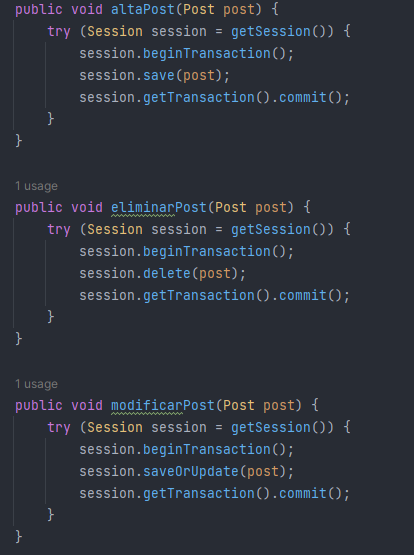 public void altaPost(Post post) {
    try (Session session = getSession()) {
        session.beginTransaction();
        session.save(post);
        session.getTransaction().commit();
    }
}
1 usage
public void eliminarPost(Post post) {
    try (Session session = getSession()) {
        session.beginTransaction();
        session.delete(post);
        session.getTransaction().commit();
    }
}
1 usage
public void modificarPost(Post post) {
    try (Session session = getSession()) {
        session.beginTransaction();
        session.saveOrUpdate(post);
        session.getTransaction().commit();
    }
}